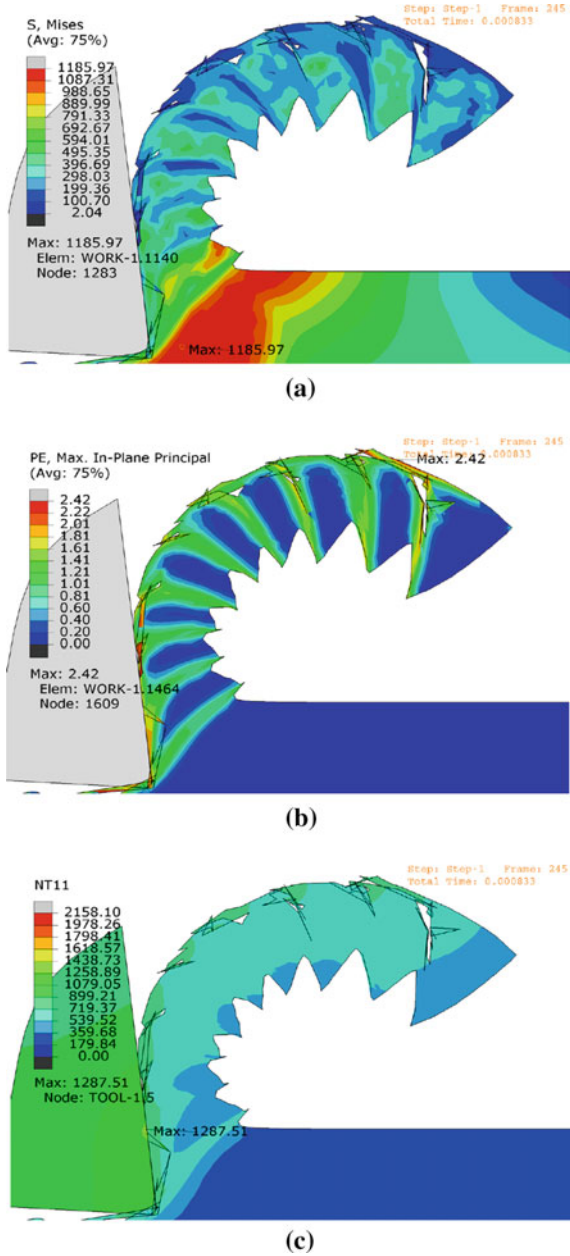 Step: Step-1 Frame: 245
Total Time: 0.000833
S, Mises
(Avg: 75%)
1185.97
1087.31
988.65
889.99
791.33
692.67
594.01
495.35
396.69
298.03
199.36
100.70
2.04
Max: 1185.97
Elem: WORK-1.1140
Node: 1283
Max: 1185.97
(a)
Step: Step-1 Frame: 245
Total Time: 0.000833
Max: 2.42
PE, Max. In-Plane Principal
(Avg: 75%)
2.42
2.22
2.01
1.81
1.61
1.41
1.21
1.01
0.81
0.60
0.40
0.20
0.00
Max: 2.42
Elem: WORK-1.1464
Node: 1609
(b)
Step: Step-1 Frame: 245
Total Time: 0.000833
NT11
2158.10
1978.26
1798.41
1618.57
1438.73
1258.89
1079.05
899.21
719.37
539.52
359.68
179.84
0.00
Max: 1287.51
Node: TOOL-1.5
Max: 1287.51
(c)